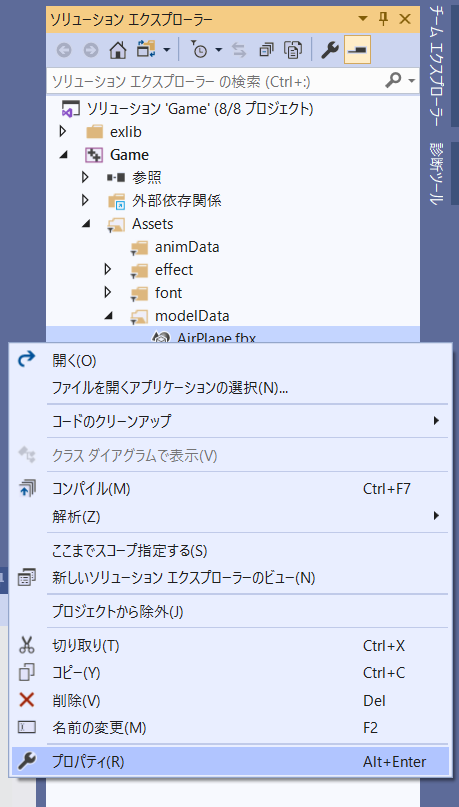 ソリューション エクスプローラー
ソリューション エクスプローラー の検索 (Ctrl+:)
ソリューション 'Game' (8/8 プロジェクト)
exlib
Game
参照
外部依存関係
Assets
animData
effect
font
modelData
AirPlane.fbx
開く(O)
ファイルを開くアプリケーションの選択(N)...
コードのクリーンアップ
クラス ダイアグラムで表示(V)
コンパイル(M) Ctrl+F7
解析(Z)
ここまでスコープ指定する(S)
新しいソリューション エクスプローラーのビュー(N)
プロジェクトから除外(J)
切り取り(T) Ctrl+X
コピー(Y) Ctrl+C
削除(V) Del
名前の変更(M) F2
プロパティ(R) Alt+Enter
チーム エクスプローラー
診断ツール